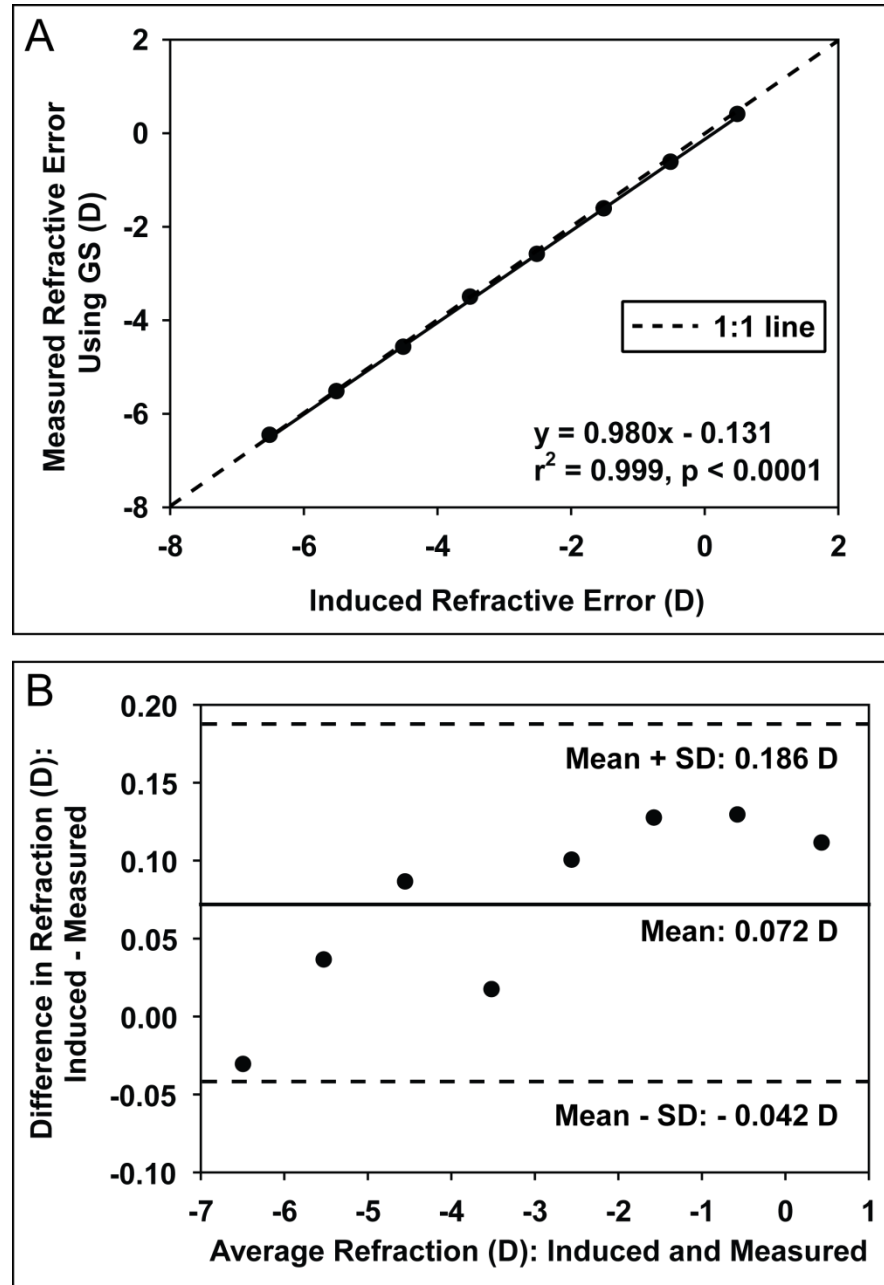 A
2
0
-2
-4
-6
-8
Measured Refractive Error
Using GS (D)
1:1 line
y = 0.980x - 0.131
r² = 0.999, p < 0.0001
-8 -6 -4 -2 0 2
Induced Refractive Error (D)
B
0.20
0.15
0.10
0.05
0.00
-0.05
-0.10
Difference in Refraction (D):
Induced - Measured
Mean + SD: 0.186 D
Mean: 0.072 D
Mean - SD: - 0.042 D
-7 -6 -5 -4 -3 -2 -1 0 1
Average Refraction (D): Induced and Measured